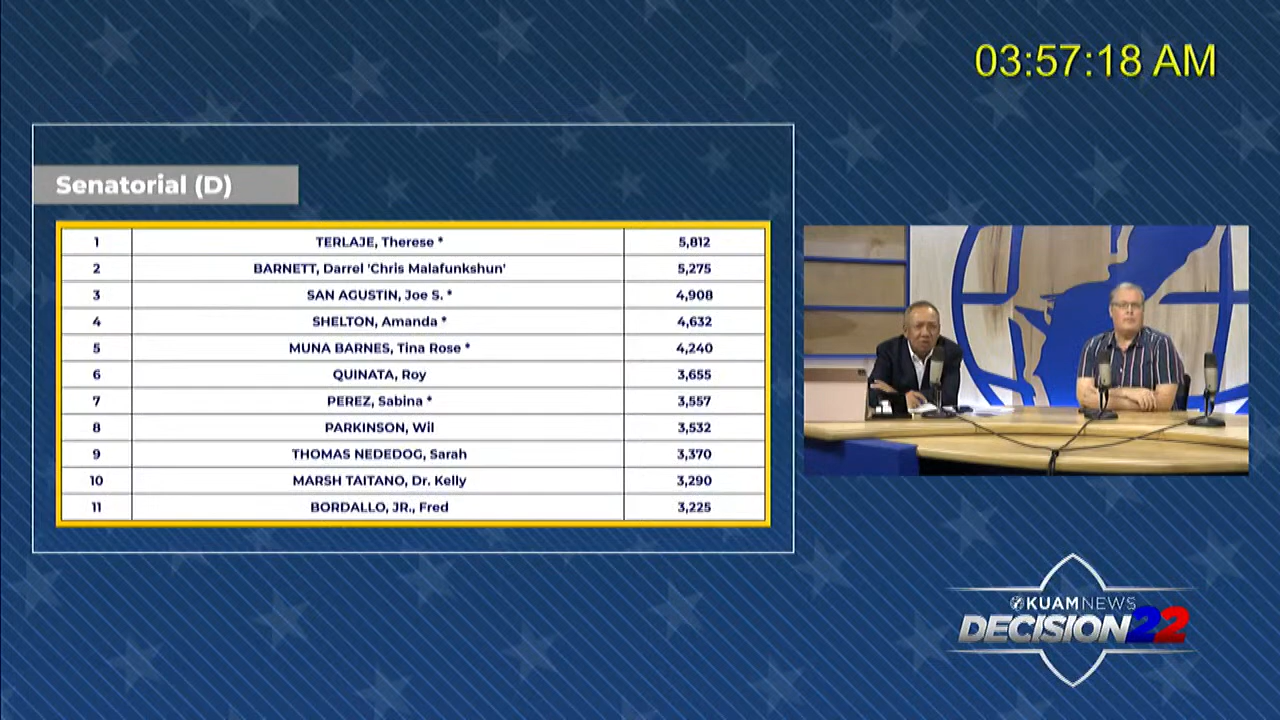 03:57:18 AM
Senatorial (D)
1 TERLAJE, Therese * 5,812
2 BARNETT, Darrel 'Chris Malafunkshun' 5,275
3 SAN AGUSTIN, Joe S. * 4,908
4 SHELTON, Amanda * 4,632
5 MUNA BARNES, Tina Rose * 4,240
6 QUINATA, Roy 3,655
7 PEREZ, Sabina * 3,557
8 PARKINSON, Wil 3,532
9 THOMAS NEDEDOG, Sarah 3,370
10 MARSH TAITANO, Dr. Kelly 3,290
11 BORDALLO, JR., Fred 3,225
KUAMNEWS
DECISION22